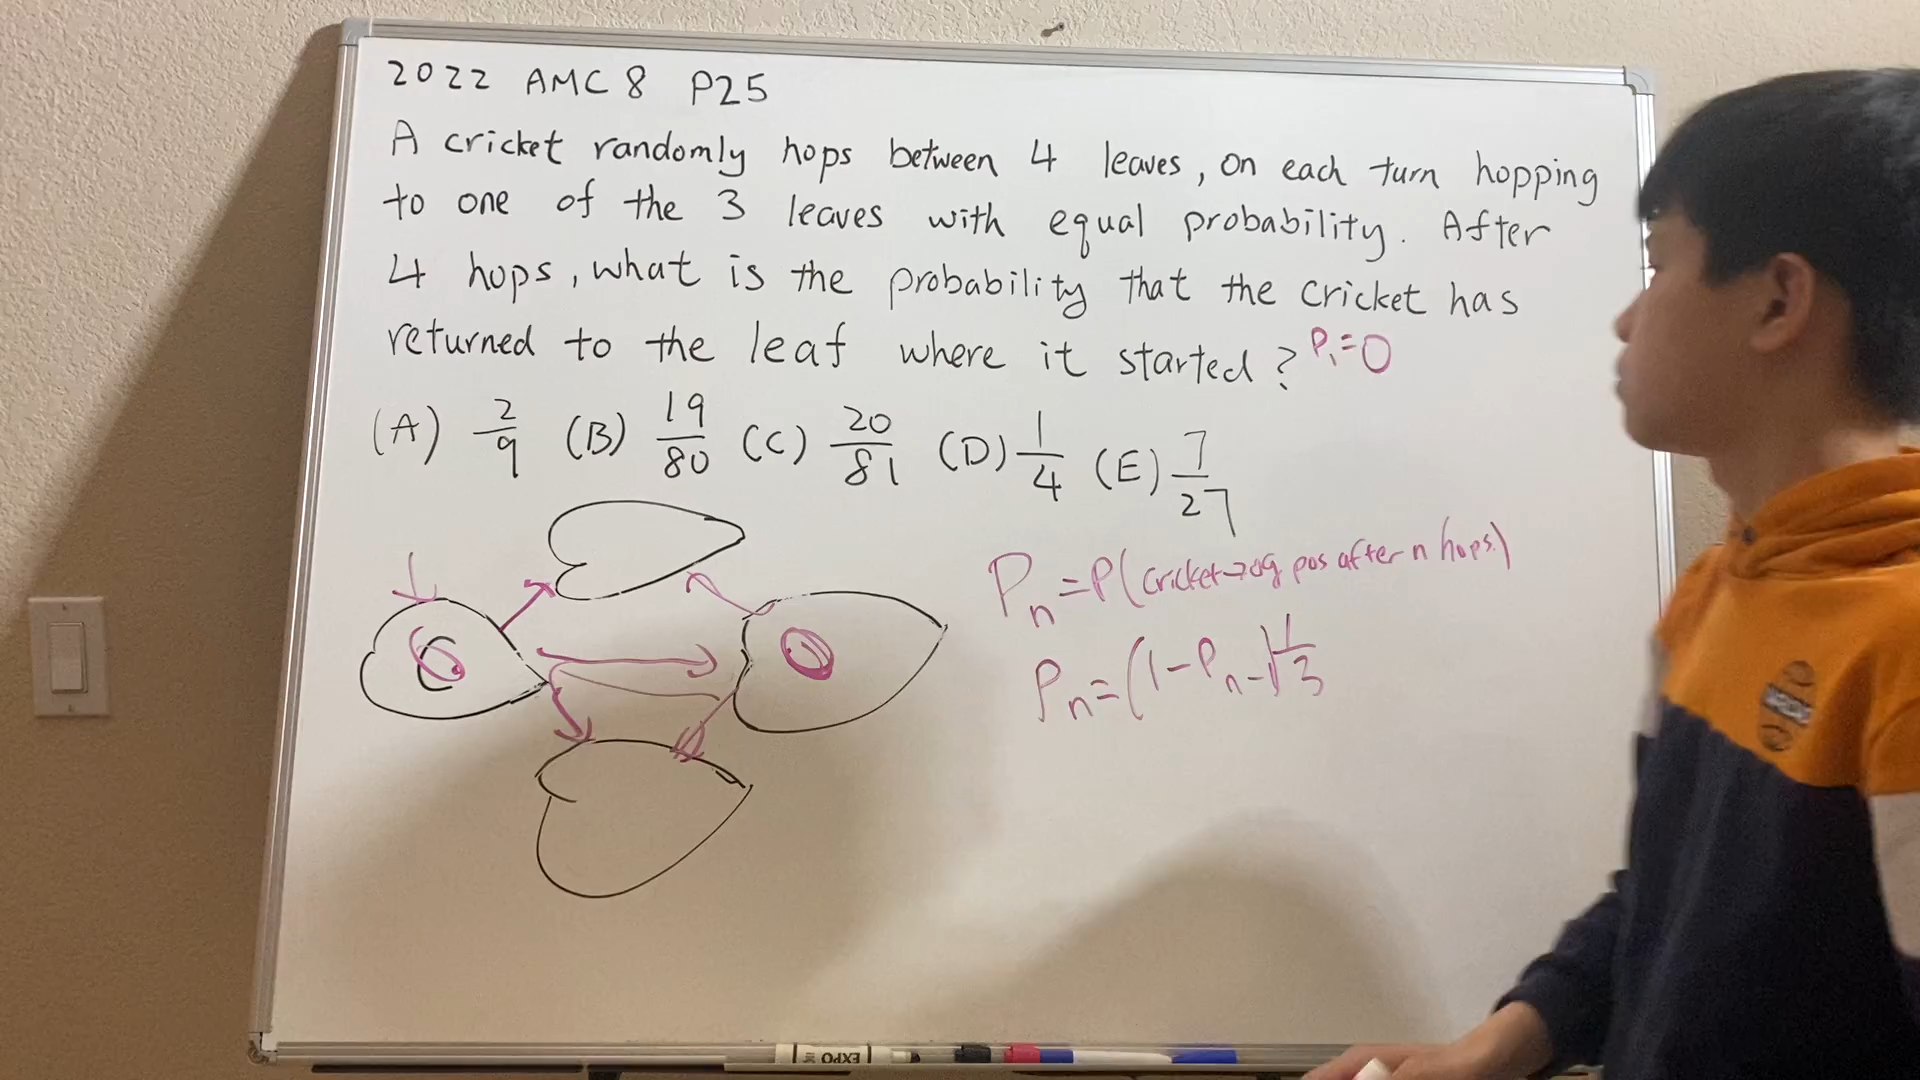 2022 AMC 8 P25
A cricket randomly hops between 4 leaves, on each turn hopping
to one of the 3 leaves with equal probability. After
4 hops, what is the probability that the cricket has
returned to the leaf where it started? P₁=0
(A) 2/9 (B) 19/80 (C) 20/81 (D) 1/4 (E) 7/27
Pₙ=P(cricket→og pos after n hops)
Pₙ=(1-Pₙ₋₁)1/3
C
EXPO